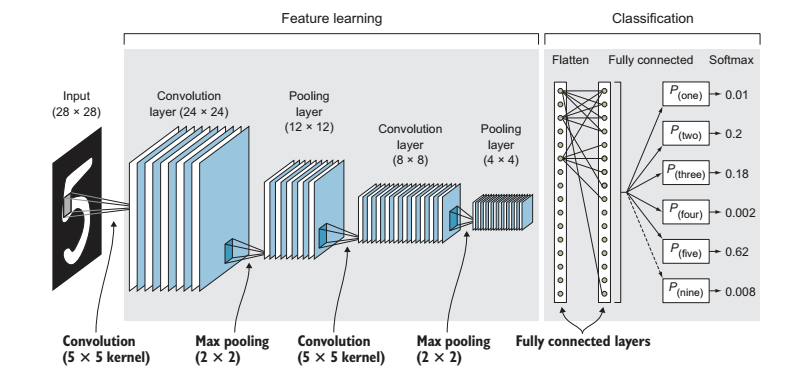 Feature learning
Classification
Input
(28 × 28)
Convolution
layer (24 × 24)
Pooling
layer
(12 × 12)
Convolution
layer
(8 × 8)
Pooling
layer
(4 × 4)
Flatten
Fully connected
Softmax
P(one)
0.01
P(two)
0.2
P(three)
0.18
P(four)
0.002
P(five)
0.62
P(nine)
0.008
5
Convolution
(5 × 5 kernel)
Max pooling
(2 × 2)
Convolution
(5 × 5 kernel)
Max pooling
(2 × 2)
Fully connected layers